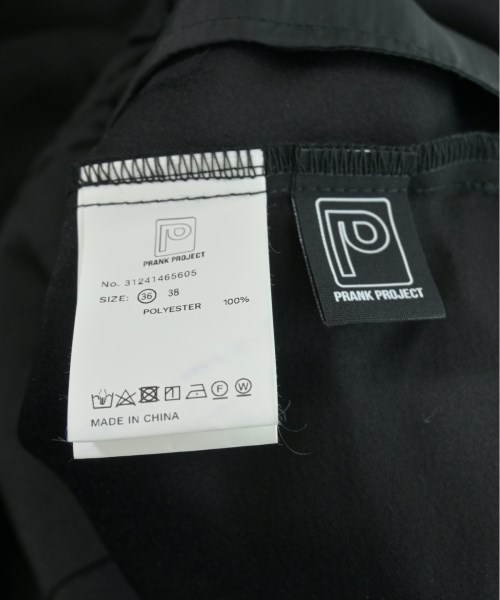 P
PRANK PROJECT
No. 31241465605
SIZE: 36 38
POLYESTER 100%
F W
MADE IN CHINA
P
PRANK PROJECT